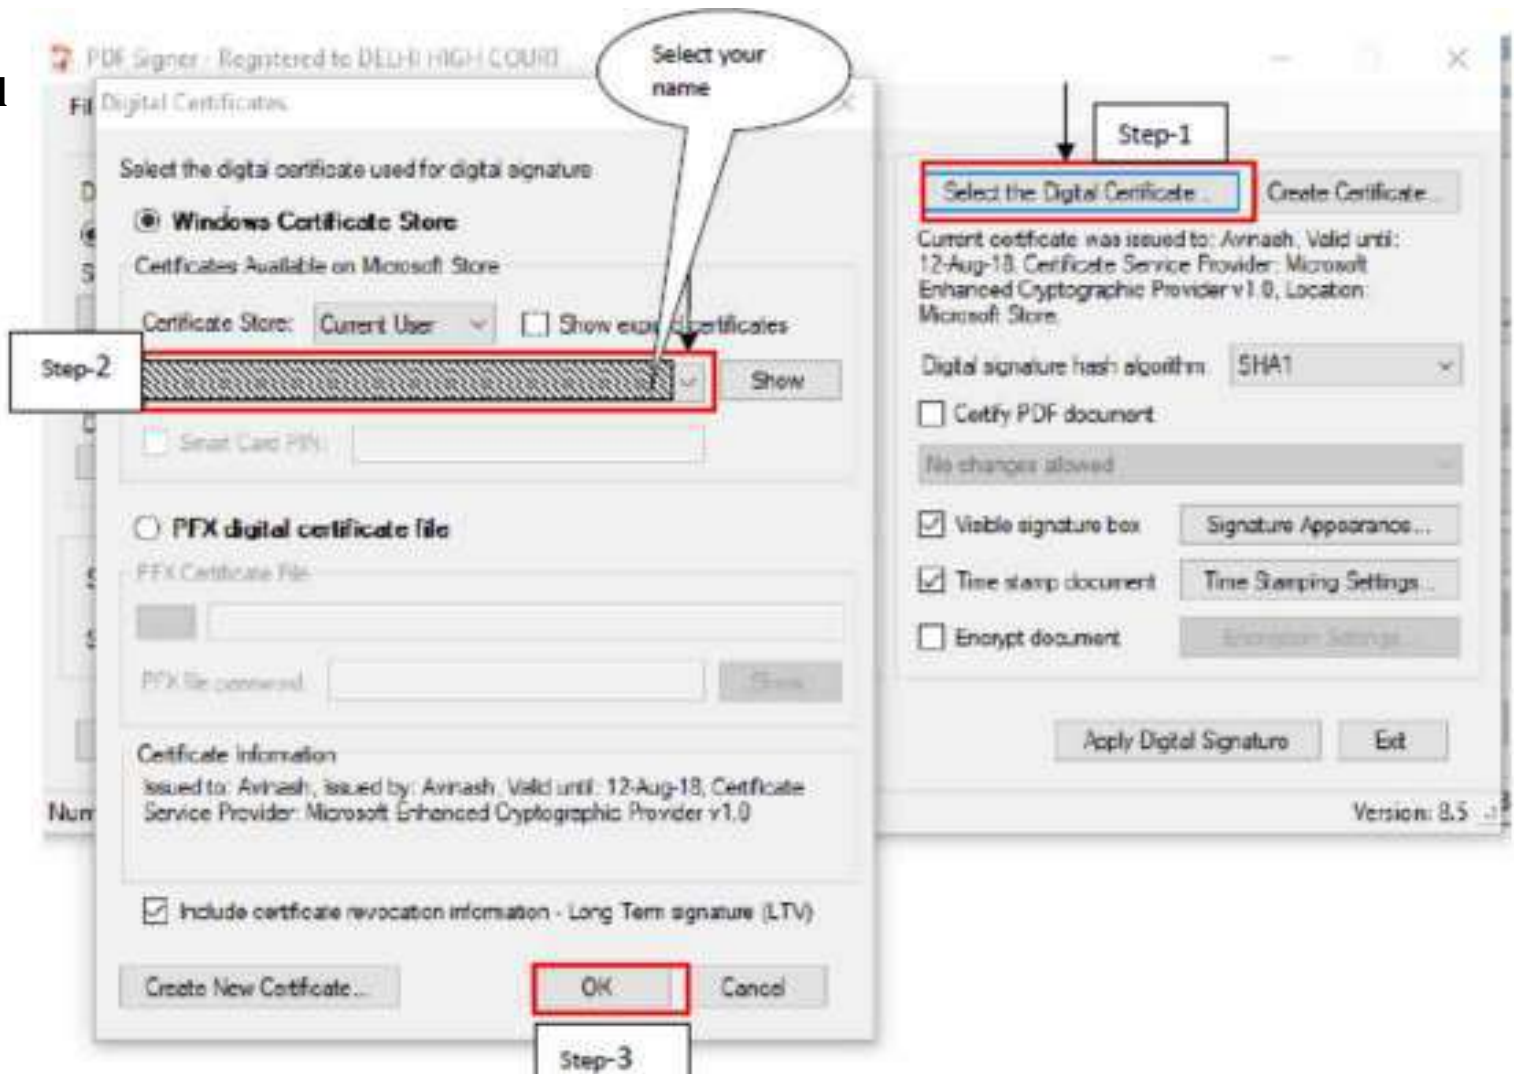 PDF Signer - Registered to DELHI HIGH COURT
Select your
name
Fil
Digital Certificates
Step-1
Select the digital certificate used for digital signature
Windows Certificate Store
Certificates Available on Microsoft Store
Certificate Store: Current User Show certificates
Step-2
Show
Smart Card PIN:
PFX digital certificate file
PFX Certificate File
PFX file password:
Show...
Certificate Information
Issued to: Avinash, Issued by: Avinash, Valid until: 12-Aug-18, Certificate
Service Provider: Microsoft Enhanced Cryptographic Provider v1.0
Include certificate revocation information - Long Term signature (LTV)
Create New Certificate...
OK
Cancel
Step-3
Select the Digital Certificate...
Create Certificate...
Current certificate was issued to: Avinash, Valid until:
12-Aug-18, Certificate Service Provider: Microsoft
Enhanced Cryptographic Provider v1.0, Location:
Microsoft Store.
Digital signature hash algorithm: SHA1
Certify PDF document
No changes allowed
Visible signature box
Signature Appearance...
Time stamp document
Time Stamping Settings...
Encrypt document
Encryption Settings...
Apply Digital Signature
Exit
Num
Version: 8.5